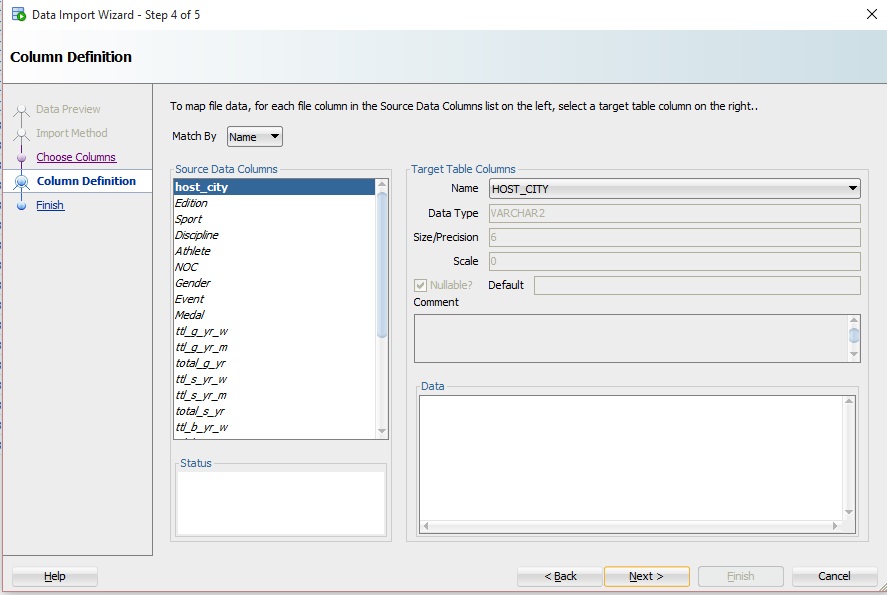 Data Import Wizard - Step 4 of 5
Column Definition
Data Preview
Import Method
Choose Columns
Column Definition
Finish
To map file data, for each file column in the Source Data Columns list on the left, select a target table column on the right..
Match By Name
Source Data Columns
host_city
Edition
Sport
Discipline
Athlete
NOC
Gender
Event
Medal
ttl_g_yr_w
ttl_g_yr_m
total_g_yr
ttl_s_yr_w
ttl_s_yr_m
total_s_yr
ttl_b_yr_w
Status
Target Table Columns
Name HOST_CITY
Data Type VARCHAR2
Size/Precision 6
Scale 0
Nullable? Default
Comment
Data
Help
< Back
Next >
Finish
Cancel